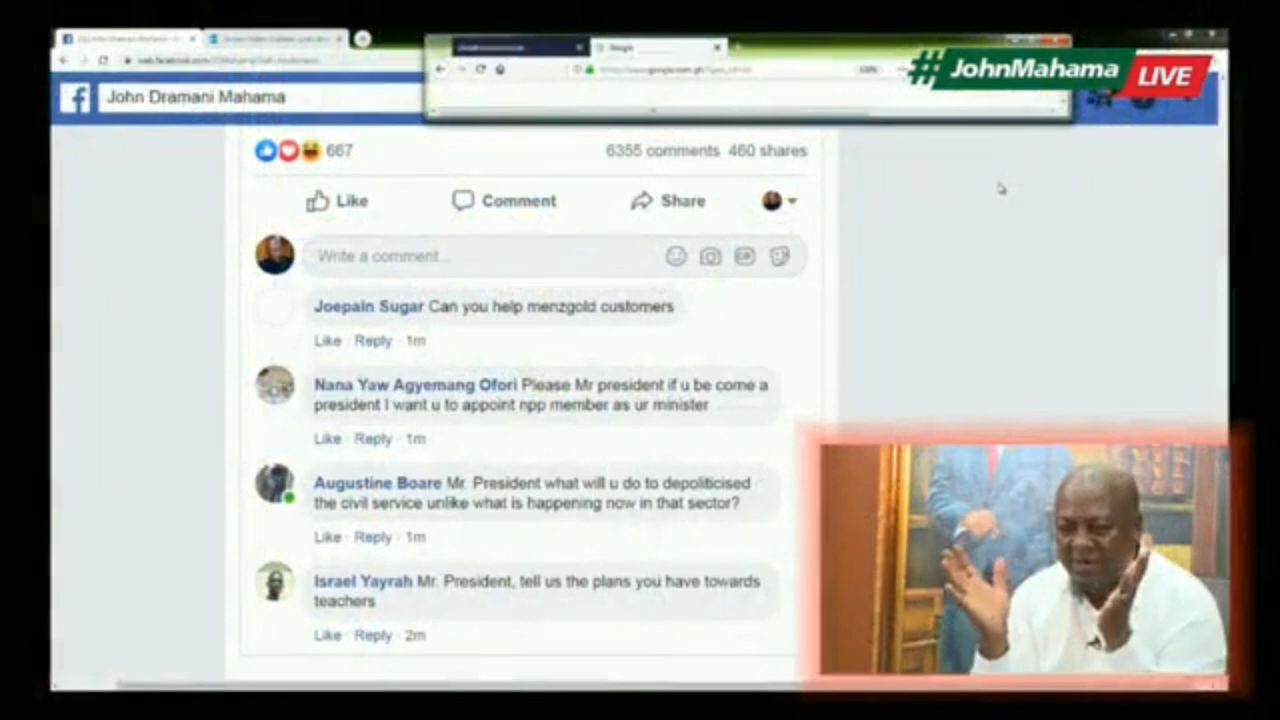 #JohnMahama LIVE
John Dramani Mahama
667
6355 comments 460 shares
Like Comment Share
Write a comment...
GIF
Joepain Sugar Can you help menzgold customers
Like · Reply · 1m
Nana Yaw Agyemang Ofori Please Mr president if u be come a
president I want u to appoint npp member as ur minister
Like · Reply · 1m
Augustine Boare Mr. President what will u do to depoliticised
the civil service unlike what is happening now in that sector?
Like · Reply · 1m
Israel Yayrah Mr. President, tell us the plans you have towards
teachers
Like · Reply · 2m